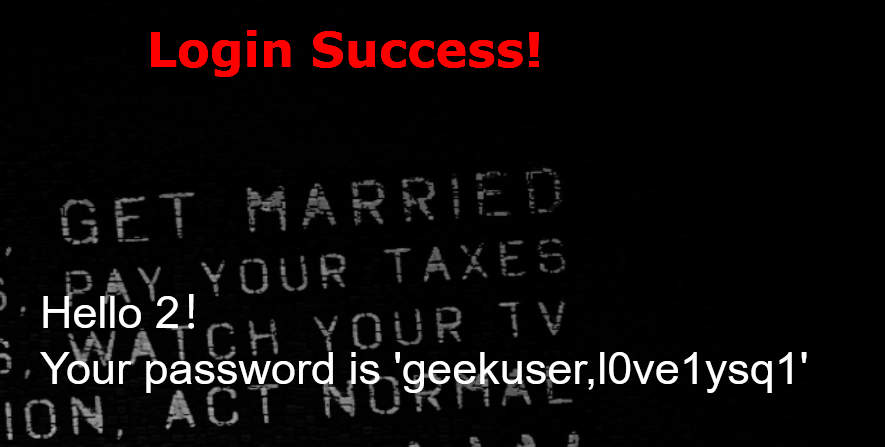 Login Success!
GET MARRIED
PAY YOUR TAXES
Hello 2!
WATCH YOUR TV
Your password is 'geekuser,l0ve1ysq1'
ION, ACT NORMAL